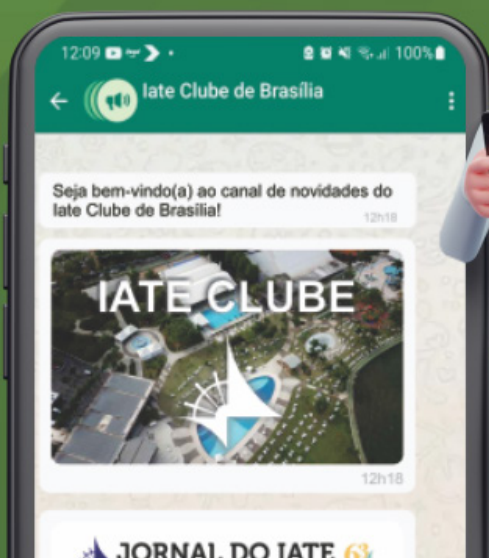 12:09
100%
Iate Clube de Brasília
Seja bem-vindo(a) ao canal de novidades do
Iate Clube de Brasília!
12h18
IATE CLUBE
12h18
JORNAL DO IATE 63